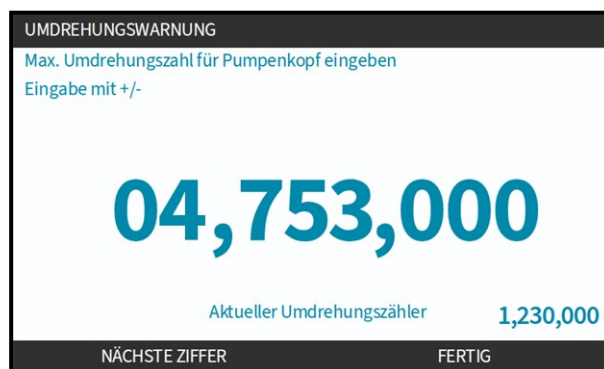 UMDREHUNGSWARNUNG
Max. Umdrehungszahl für Pumpenkopf eingeben
Eingabe mit +/-
04,753,000
Aktueller Umdrehungszähler 1,230,000
NÄCHSTE ZIFFER FERTIG